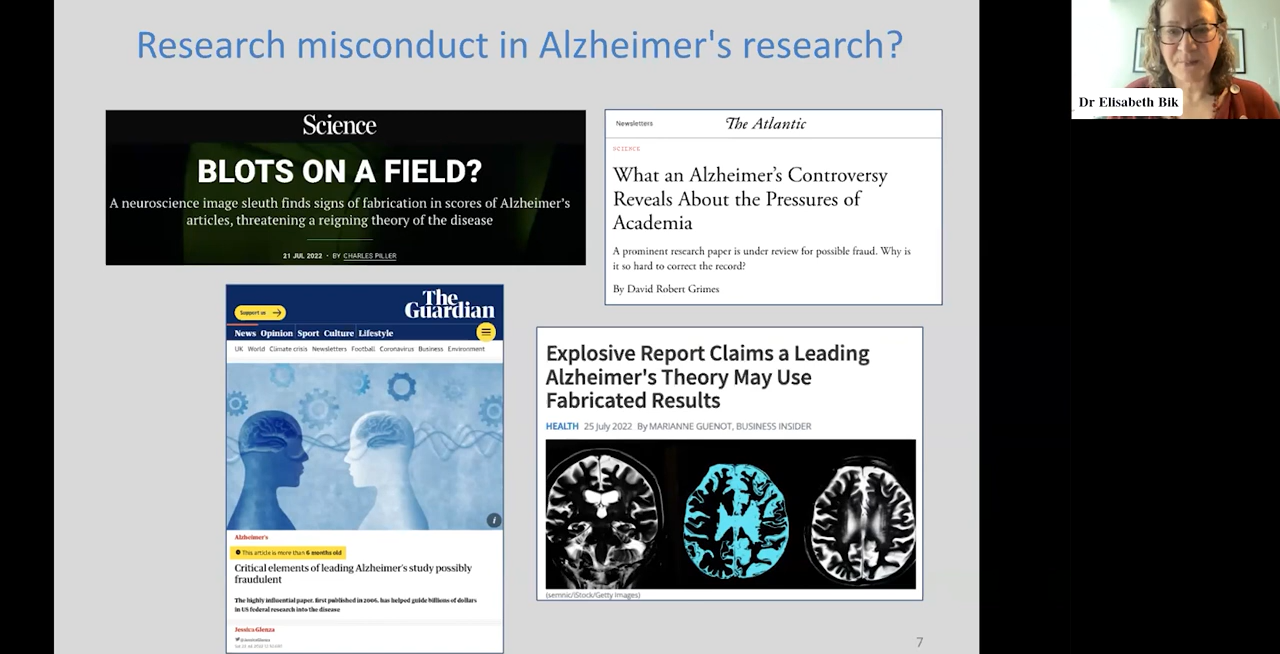 Research misconduct in Alzheimer's research?
Science
BLOTS ON A FIELD?
A neuroscience image sleuth finds signs of fabrication in scores of Alzheimer's
articles, threatening a reigning theory of the disease
21 JUL 2022 • BY CHARLES PILLER
Newsletters
The Atlantic
SCIENCE
What an Alzheimer's Controversy
Reveals About the Pressures of
Academia
A prominent research paper is under review for possible fraud. Why is
it so hard to correct the record?
By David Robert Grimes
The
Guardian
Support us →
News Opinion Sport Culture Lifestyle
UK World Climate crisis Newsletters Football Coronavirus Business Environment
i
Alzheimer's
This article is more than 6 months old
Critical elements of leading Alzheimer's study possibly
fraudulent
The highly influential paper, first published in 2006, has helped guide billions of dollars
in US federal research into the disease
Jessica Glenza
Explosive Report Claims a Leading
Alzheimer's Theory May Use
Fabricated Results
HEALTH 25 July 2022 By MARIANNE GUENOT, BUSINESS INSIDER
(semnic/iStock/Getty Images)
7
Dr Elisabeth Bik